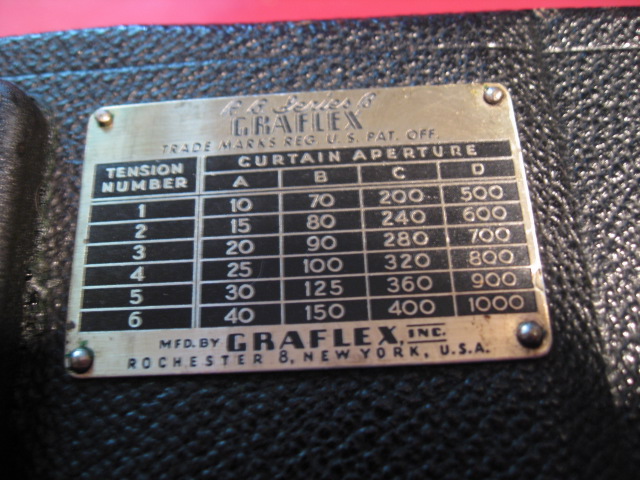 R B Series B
GRAFLEX
TRADE MARKS REG. U.S. PAT. OFF.
TENSION NUMBER CURTAIN APERTURE
A B C D
1 10 70 200 500
2 15 80 240 600
3 20 90 280 700
4 25 100 320 800
5 30 125 360 900
6 40 150 400 1000
MFD. BY GRAFLEX, INC.
ROCHESTER 8, NEW YORK, U.S.A.